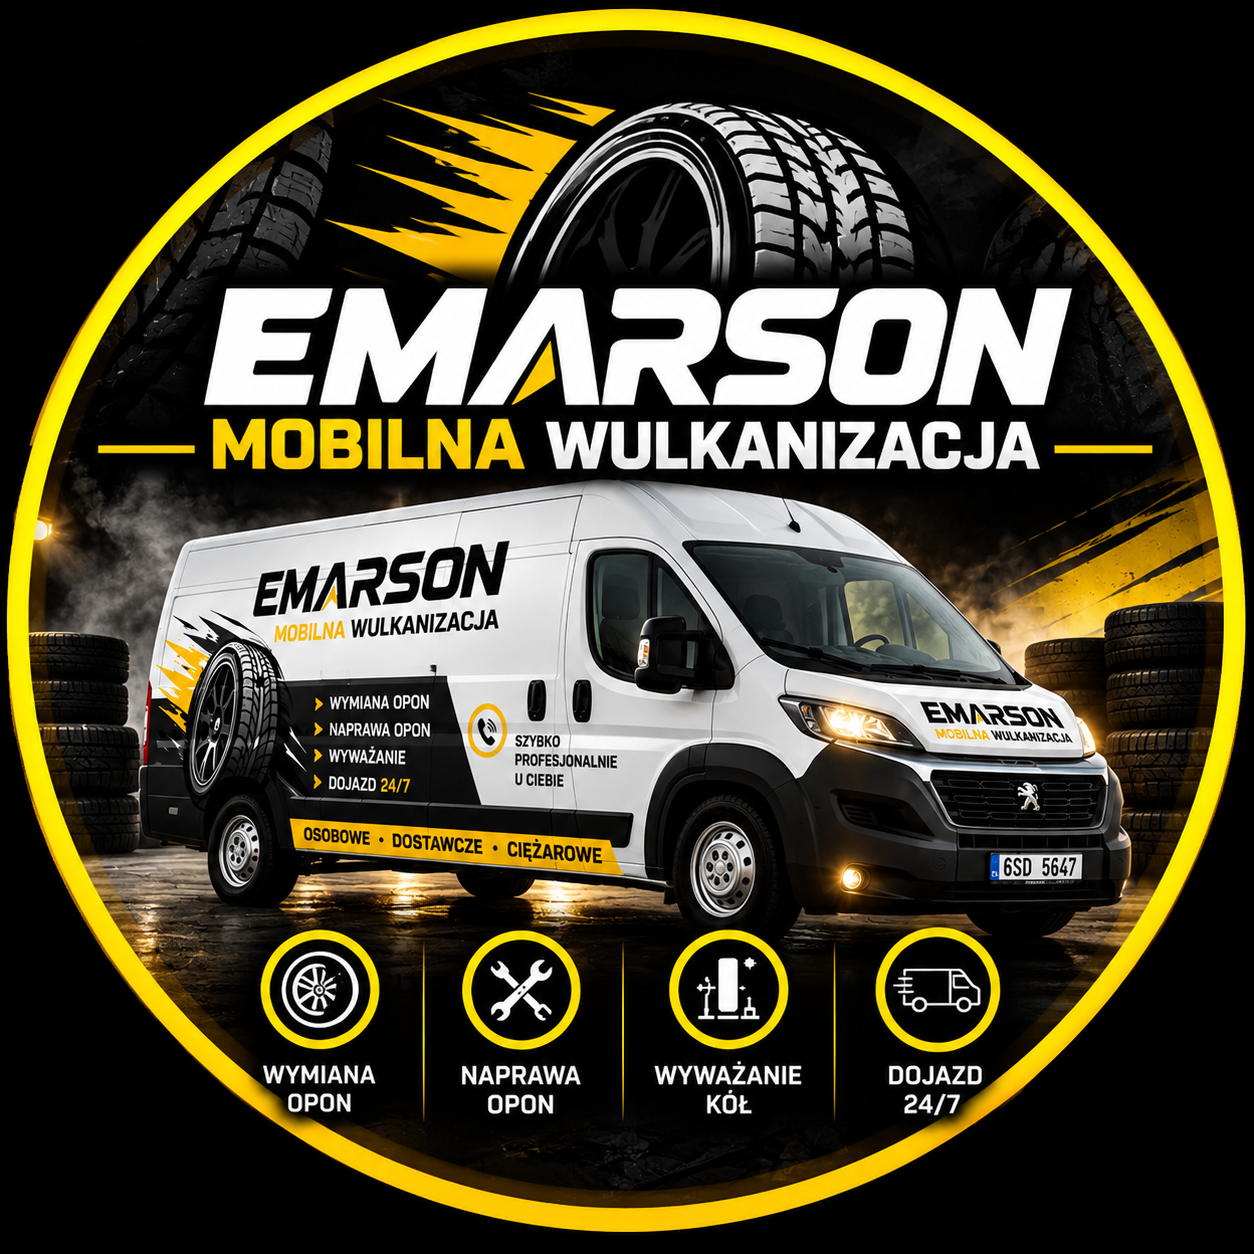 EMARSON
MOBILNA WULKANIZACJA
EMARSON
MOBILNA WULKANIZACJA
WYMIANA OPON
NAPRAWA OPON
WYWAŻANIE
DOJAZD 24/7
SZYBKO
PROFESJONALNIE
U CIEBIE
OSOBOWE • DOSTAWCZE • CIĘŻAROWE
EMARSON
MOBILNA WULKANIZACJA
6SD 5647
WYMIANA
OPON
NAPRAWA
OPON
WYWAŻANIE
KÓŁ
DOJAZD
24/7